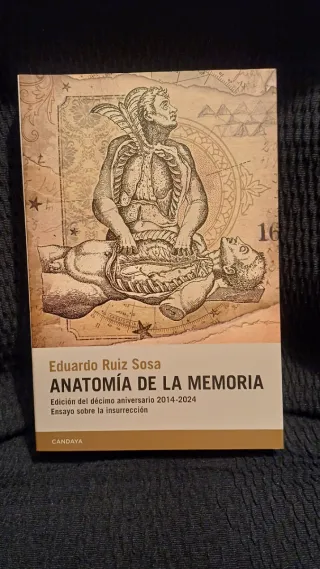 16
Eduardo Ruiz Sosa
ANATOMÍA DE LA MEMORIA
Edición del décimo aniversario 2014-2024
Ensayo sobre la insurrección
CANDAYA